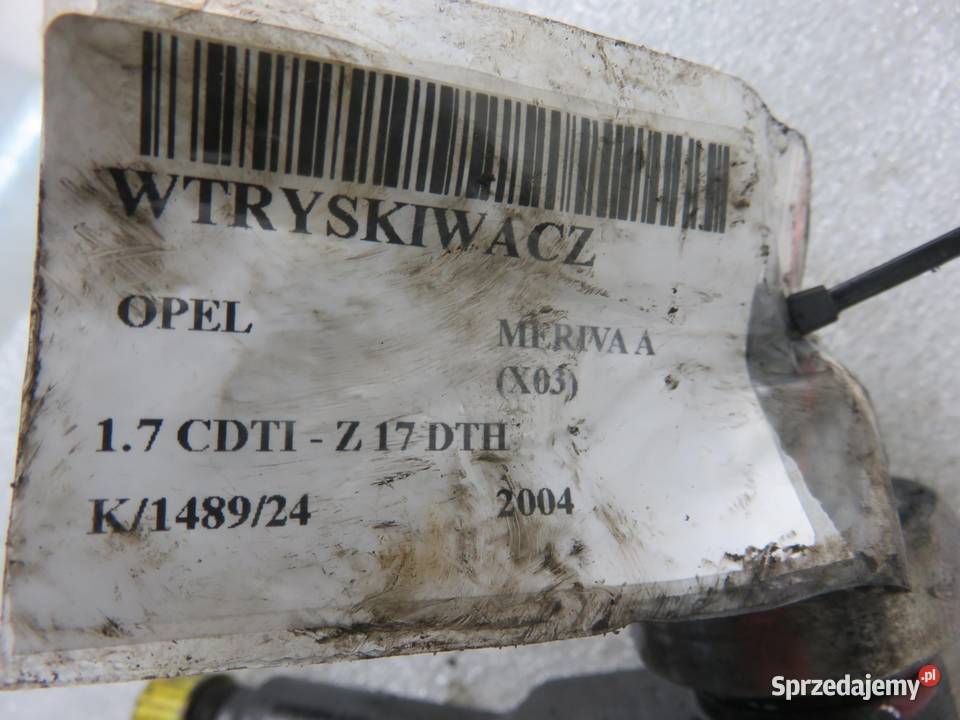 WTRYSKIWACZ
OPEL
MERIVA A
(X03)
1.7 CDTI - Z 17 DTH
K/1489/24
2004
Sprzedajemy.pl